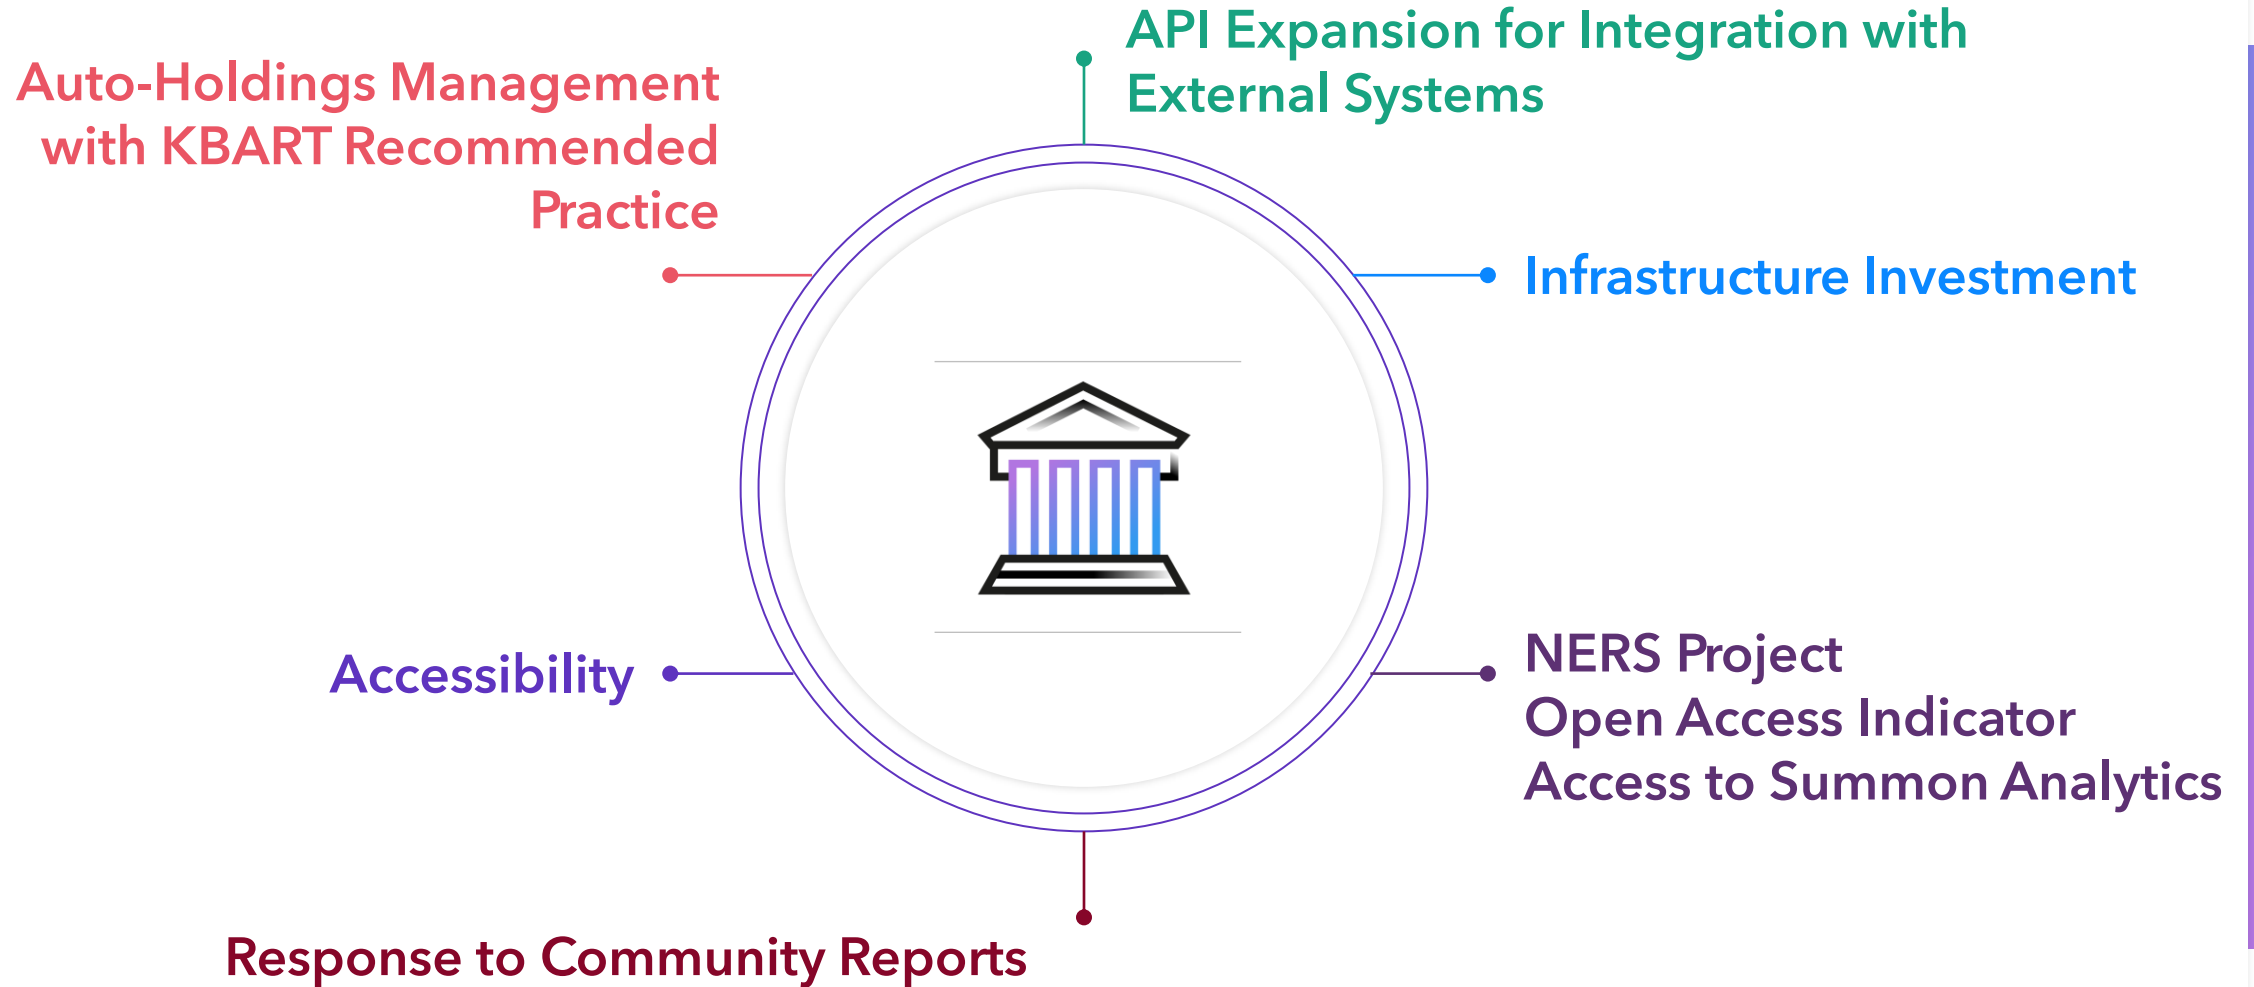 API Expansion for Integration with
External Systems
Auto-Holdings Management
with KBART Recommended
Practice
Infrastructure Investment
NERS Project
Open Access Indicator
Access to Summon Analytics
Accessibility
Response to Community Reports